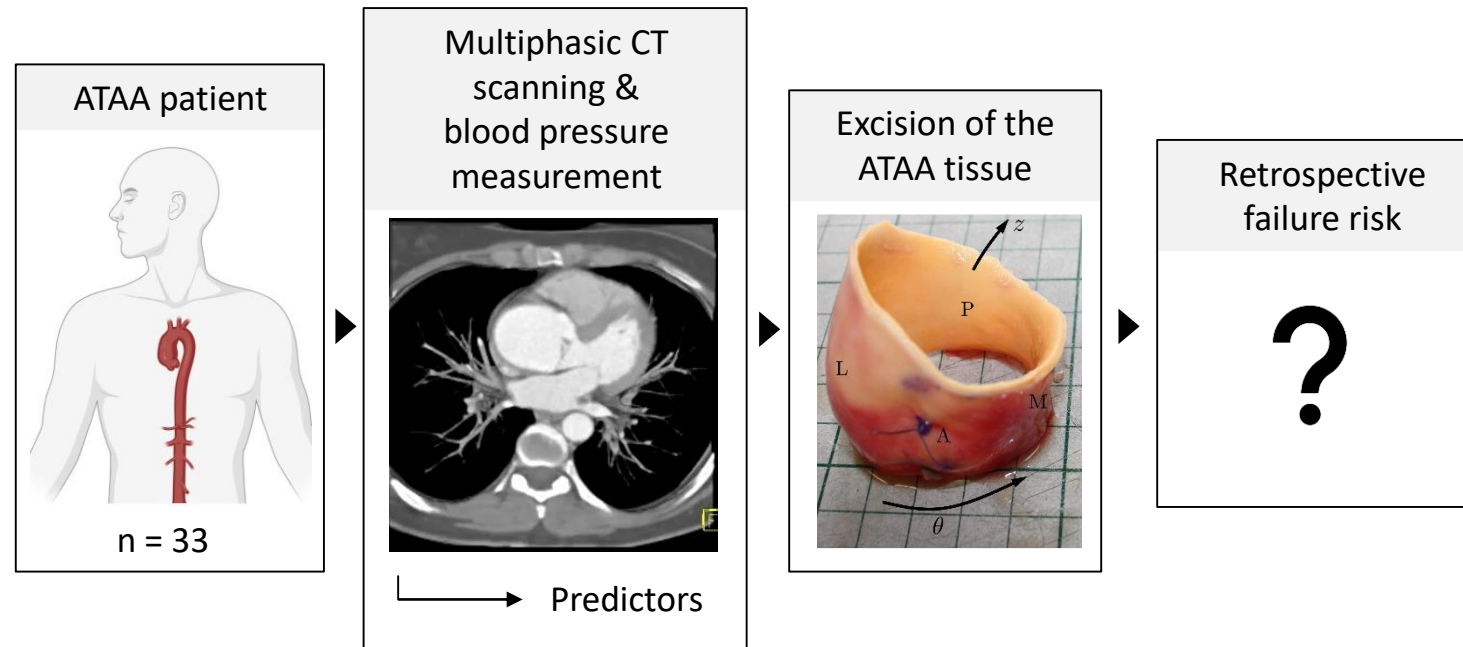 ATAA patient
n = 33
Multiphasic CT
scanning &
blood pressure
measurement
Predictors
Excision of the
ATAA tissue
z
P
L
M
A
θ
Retrospective
failure risk
?